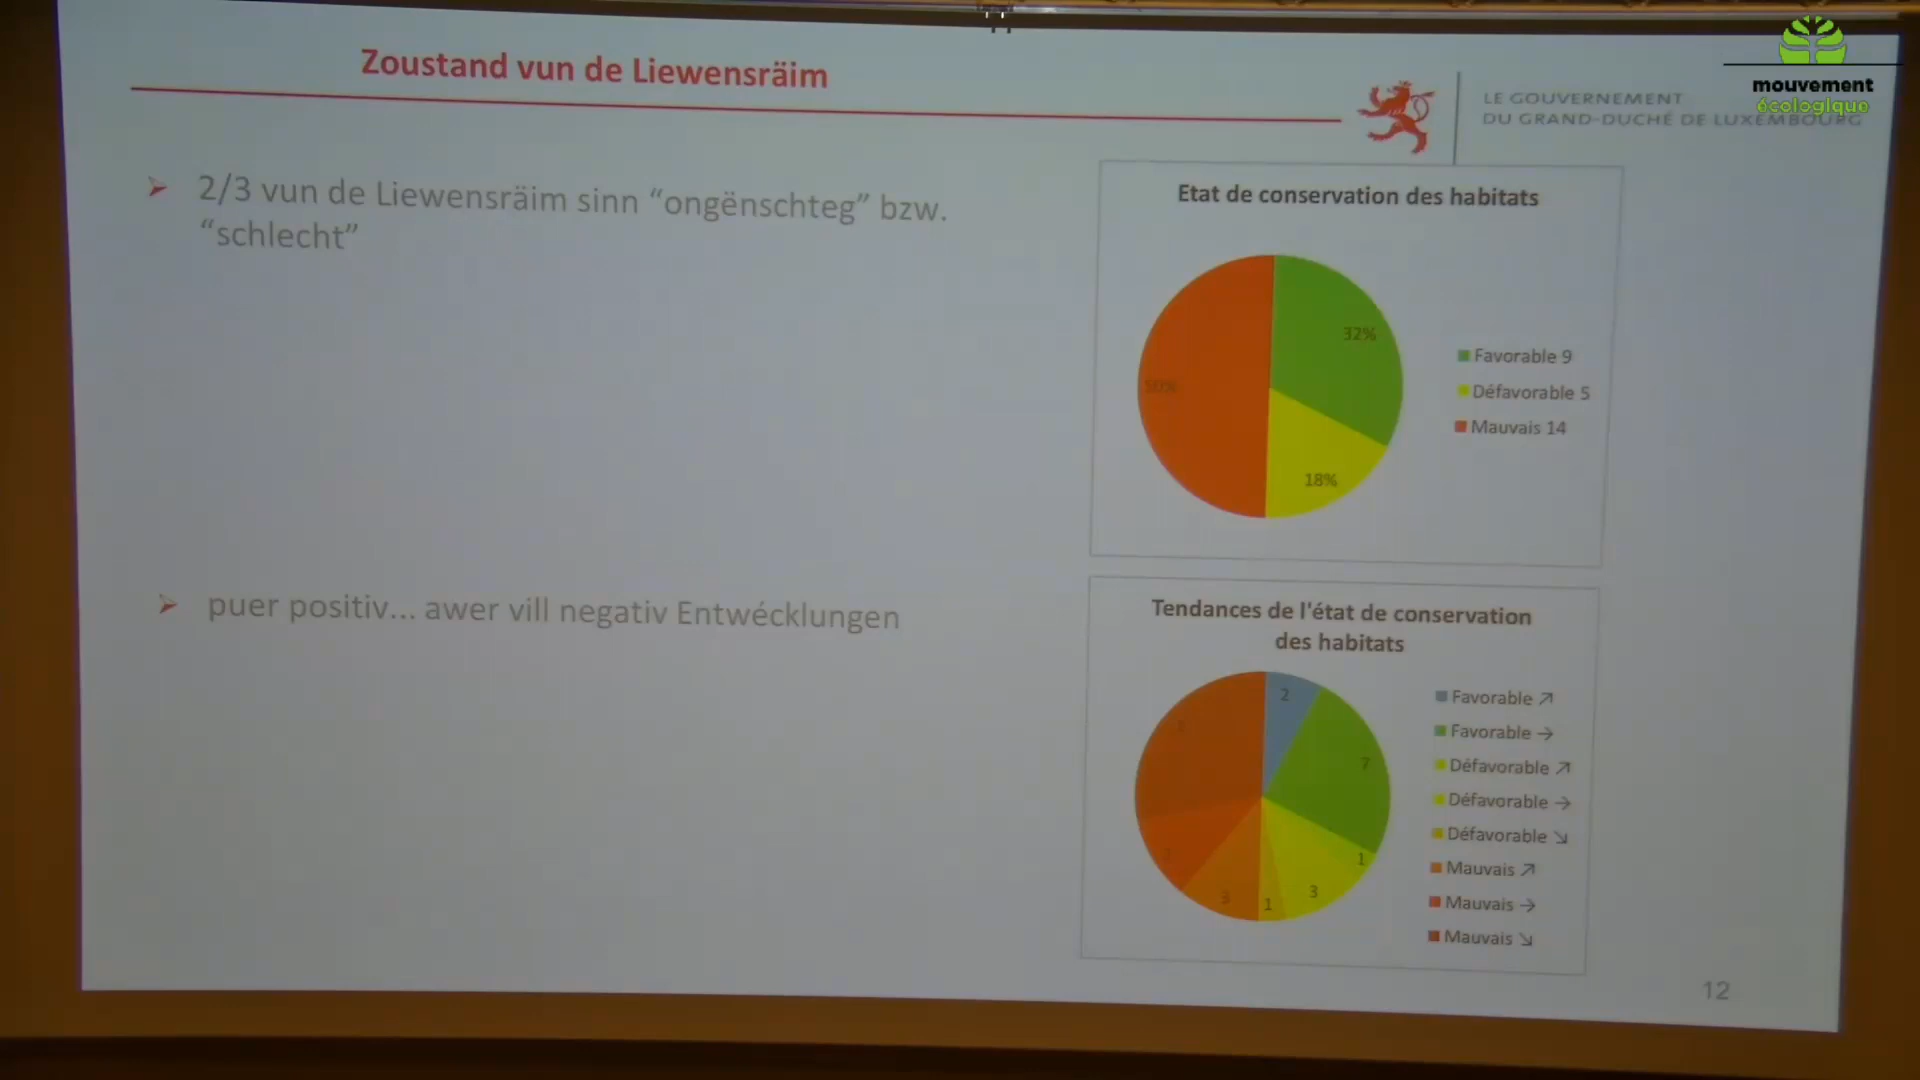 Zoustand vun de Liewensräim
LE GOUVERNEMENT
DU GRAND-DUCHÉ DE LUXEMBOURG
mouvement
écologique
2/3 vun de Liewensräim sinn “ongënschteg” bzw.
“schlecht”
Etat de conservation des habitats
32%
50%
18%
Favorable 9
Défavorable 5
Mauvais 14
puer positiv... awer vill negativ Entwécklungen
Tendances de l'état de conservation
des habitats
2
7
1
3
1
3
Favorable ↗
Favorable →
Défavorable ↗
Défavorable →
Défavorable ↘
Mauvais ↗
Mauvais →
Mauvais ↘
12